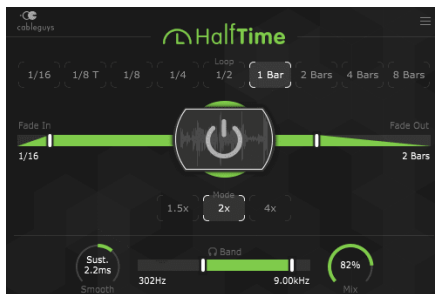 cableguys
HalfTime
Loop
1/16 1/8 T 1/8 1/4 1/2 1 Bar 2 Bars 4 Bars 8 Bars
Fade In Fade Out
1/16 2 Bars
Mode
1.5x 2x 4x
Sust.
2.2ms
Smooth
Band
302Hz 9.00kHz
82%
Mix